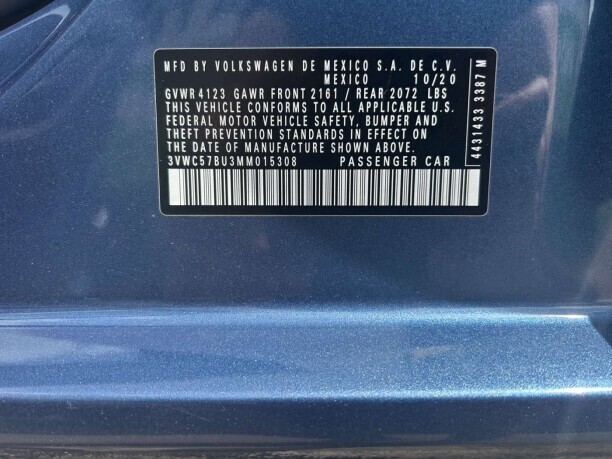 MFD BY VOLKSWAGEN DE MEXICO S.A. DE C.V.
MEXICO 10/20
GVWR 4123 GAWR FRONT 2161 / REAR 2072 LBS
THIS VEHICLE CONFORMS TO ALL APPLICABLE U.S.
FEDERAL MOTOR VEHICLE SAFETY, BUMPER AND
THEFT PREVENTION STANDARDS IN EFFECT ON
THE DATE OF MANUFACTURE SHOWN ABOVE.
3VWC57BU3MM015308 PASSENGER CAR
4431433 3387 M